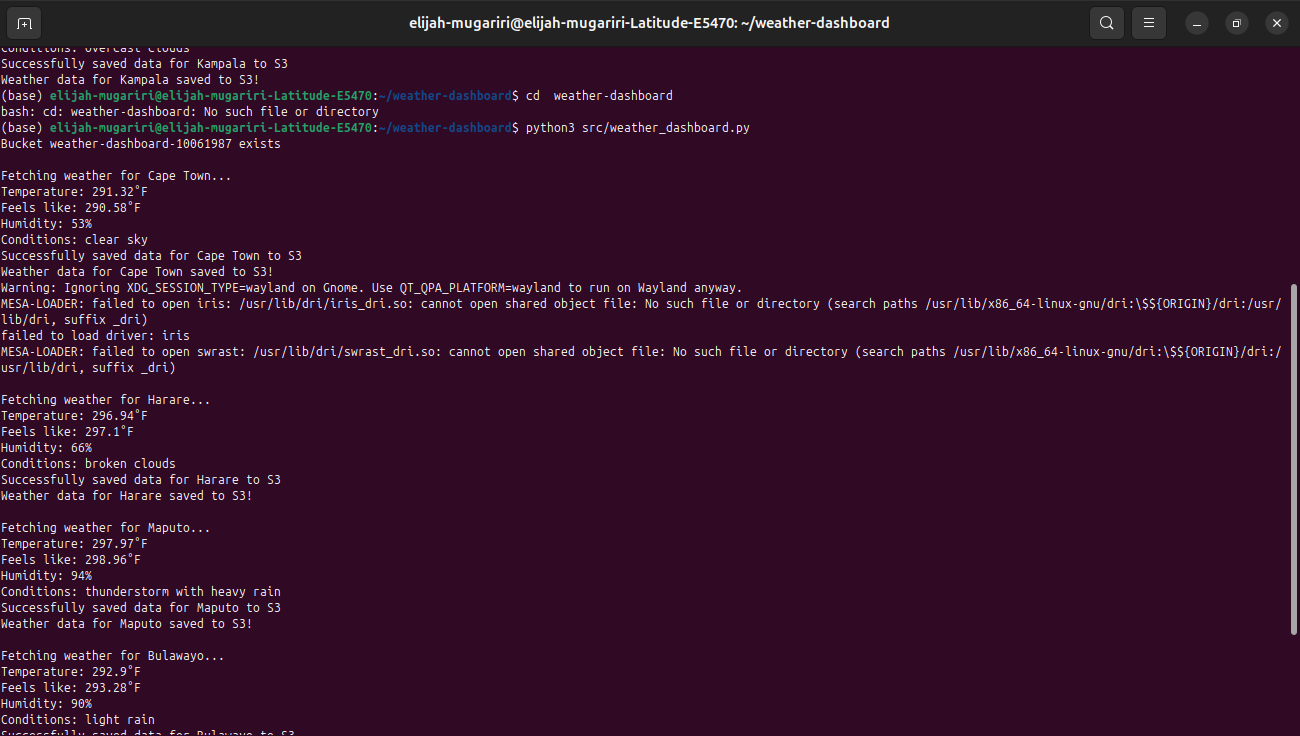 elijah-mugariri@elijah-mugariri-Latitude-E5470: ~/weather-dashboard
Conditions: overcast clouds
Successfully saved data for Kampala to S3
Weather data for Kampala saved to S3!
(base) elijah-mugariri@elijah-mugariri-Latitude-E5470:~/weather-dashboard$ cd  weather-dashboard
bash: cd: weather-dashboard: No such file or directory
(base) elijah-mugariri@elijah-mugariri-Latitude-E5470:~/weather-dashboard$ python3 src/weather_dashboard.py
Bucket weather-dashboard-10061987 exists
Fetching weather for Cape Town...
Temperature: 291.32°F
Feels like: 290.58°F
Humidity: 53%
Conditions: clear sky
Successfully saved data for Cape Town to S3
Weather data for Cape Town saved to S3!
Warning: Ignoring XDG_SESSION_TYPE=wayland on Gnome. Use QT_QPA_PLATFORM=wayland to run on Wayland anyway.
MESA-LOADER: failed to open iris: /usr/lib/dri/iris_dri.so: cannot open shared object file: No such file or directory (search paths /usr/lib/x86_64-linux-gnu/dri:\$${ORIGIN}/dri:/usr/
lib/dri, suffix _dri)
failed to load driver: iris
MESA-LOADER: failed to open swrast: /usr/lib/dri/swrast_dri.so: cannot open shared object file: No such file or directory (search paths /usr/lib/x86_64-linux-gnu/dri:\$${ORIGIN}/dri:/
usr/lib/dri, suffix _dri)
Fetching weather for Harare...
Temperature: 296.94°F
Feels like: 297.1°F
Humidity: 66%
Conditions: broken clouds
Successfully saved data for Harare to S3
Weather data for Harare saved to S3!
Fetching weather for Maputo...
Temperature: 297.97°F
Feels like: 298.96°F
Humidity: 94%
Conditions: thunderstorm with heavy rain
Successfully saved data for Maputo to S3
Weather data for Maputo saved to S3!
Fetching weather for Bulawayo...
Temperature: 292.9°F
Feels like: 293.28°F
Humidity: 90%
Conditions: light rain
Successfully saved data for Bulawayo to S3